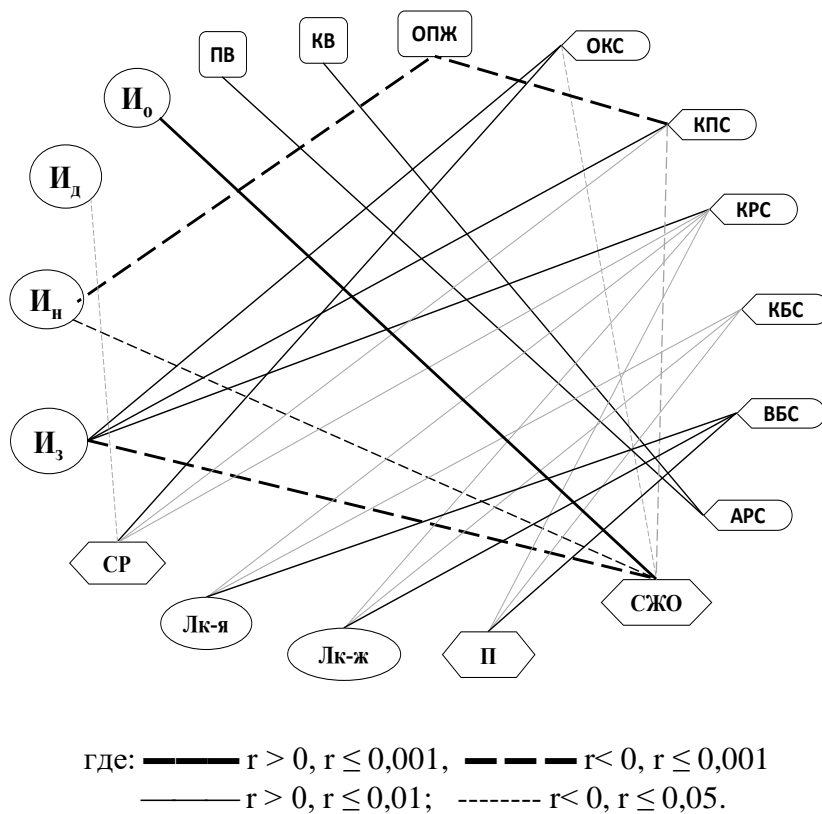 ПВ
КВ
ОПЖ
ОКС
Ио
КПС
Ид
КРС
Ин
КБС
Из
ВБС
АРС
СР
СЖО
Лк-я
Лк-ж
П
где: r > 0, r ≤ 0,001, r< 0, r ≤ 0,001
r > 0, r ≤ 0,01; r< 0, r ≤ 0,05.